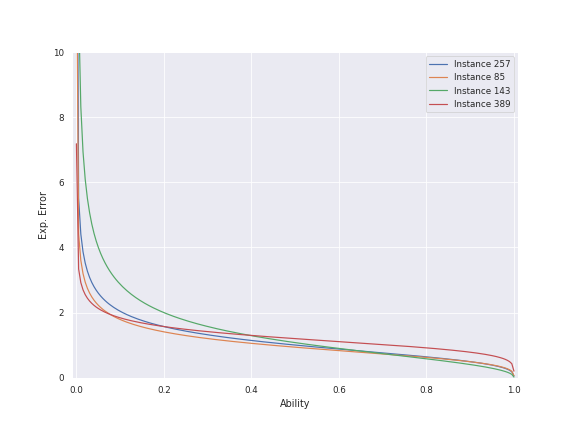 10
8
6
4
2
0
Exp. Error
0.0 0.2 0.4 0.6 0.8 1.0
Ability
Instance 257
Instance 85
Instance 143
Instance 389